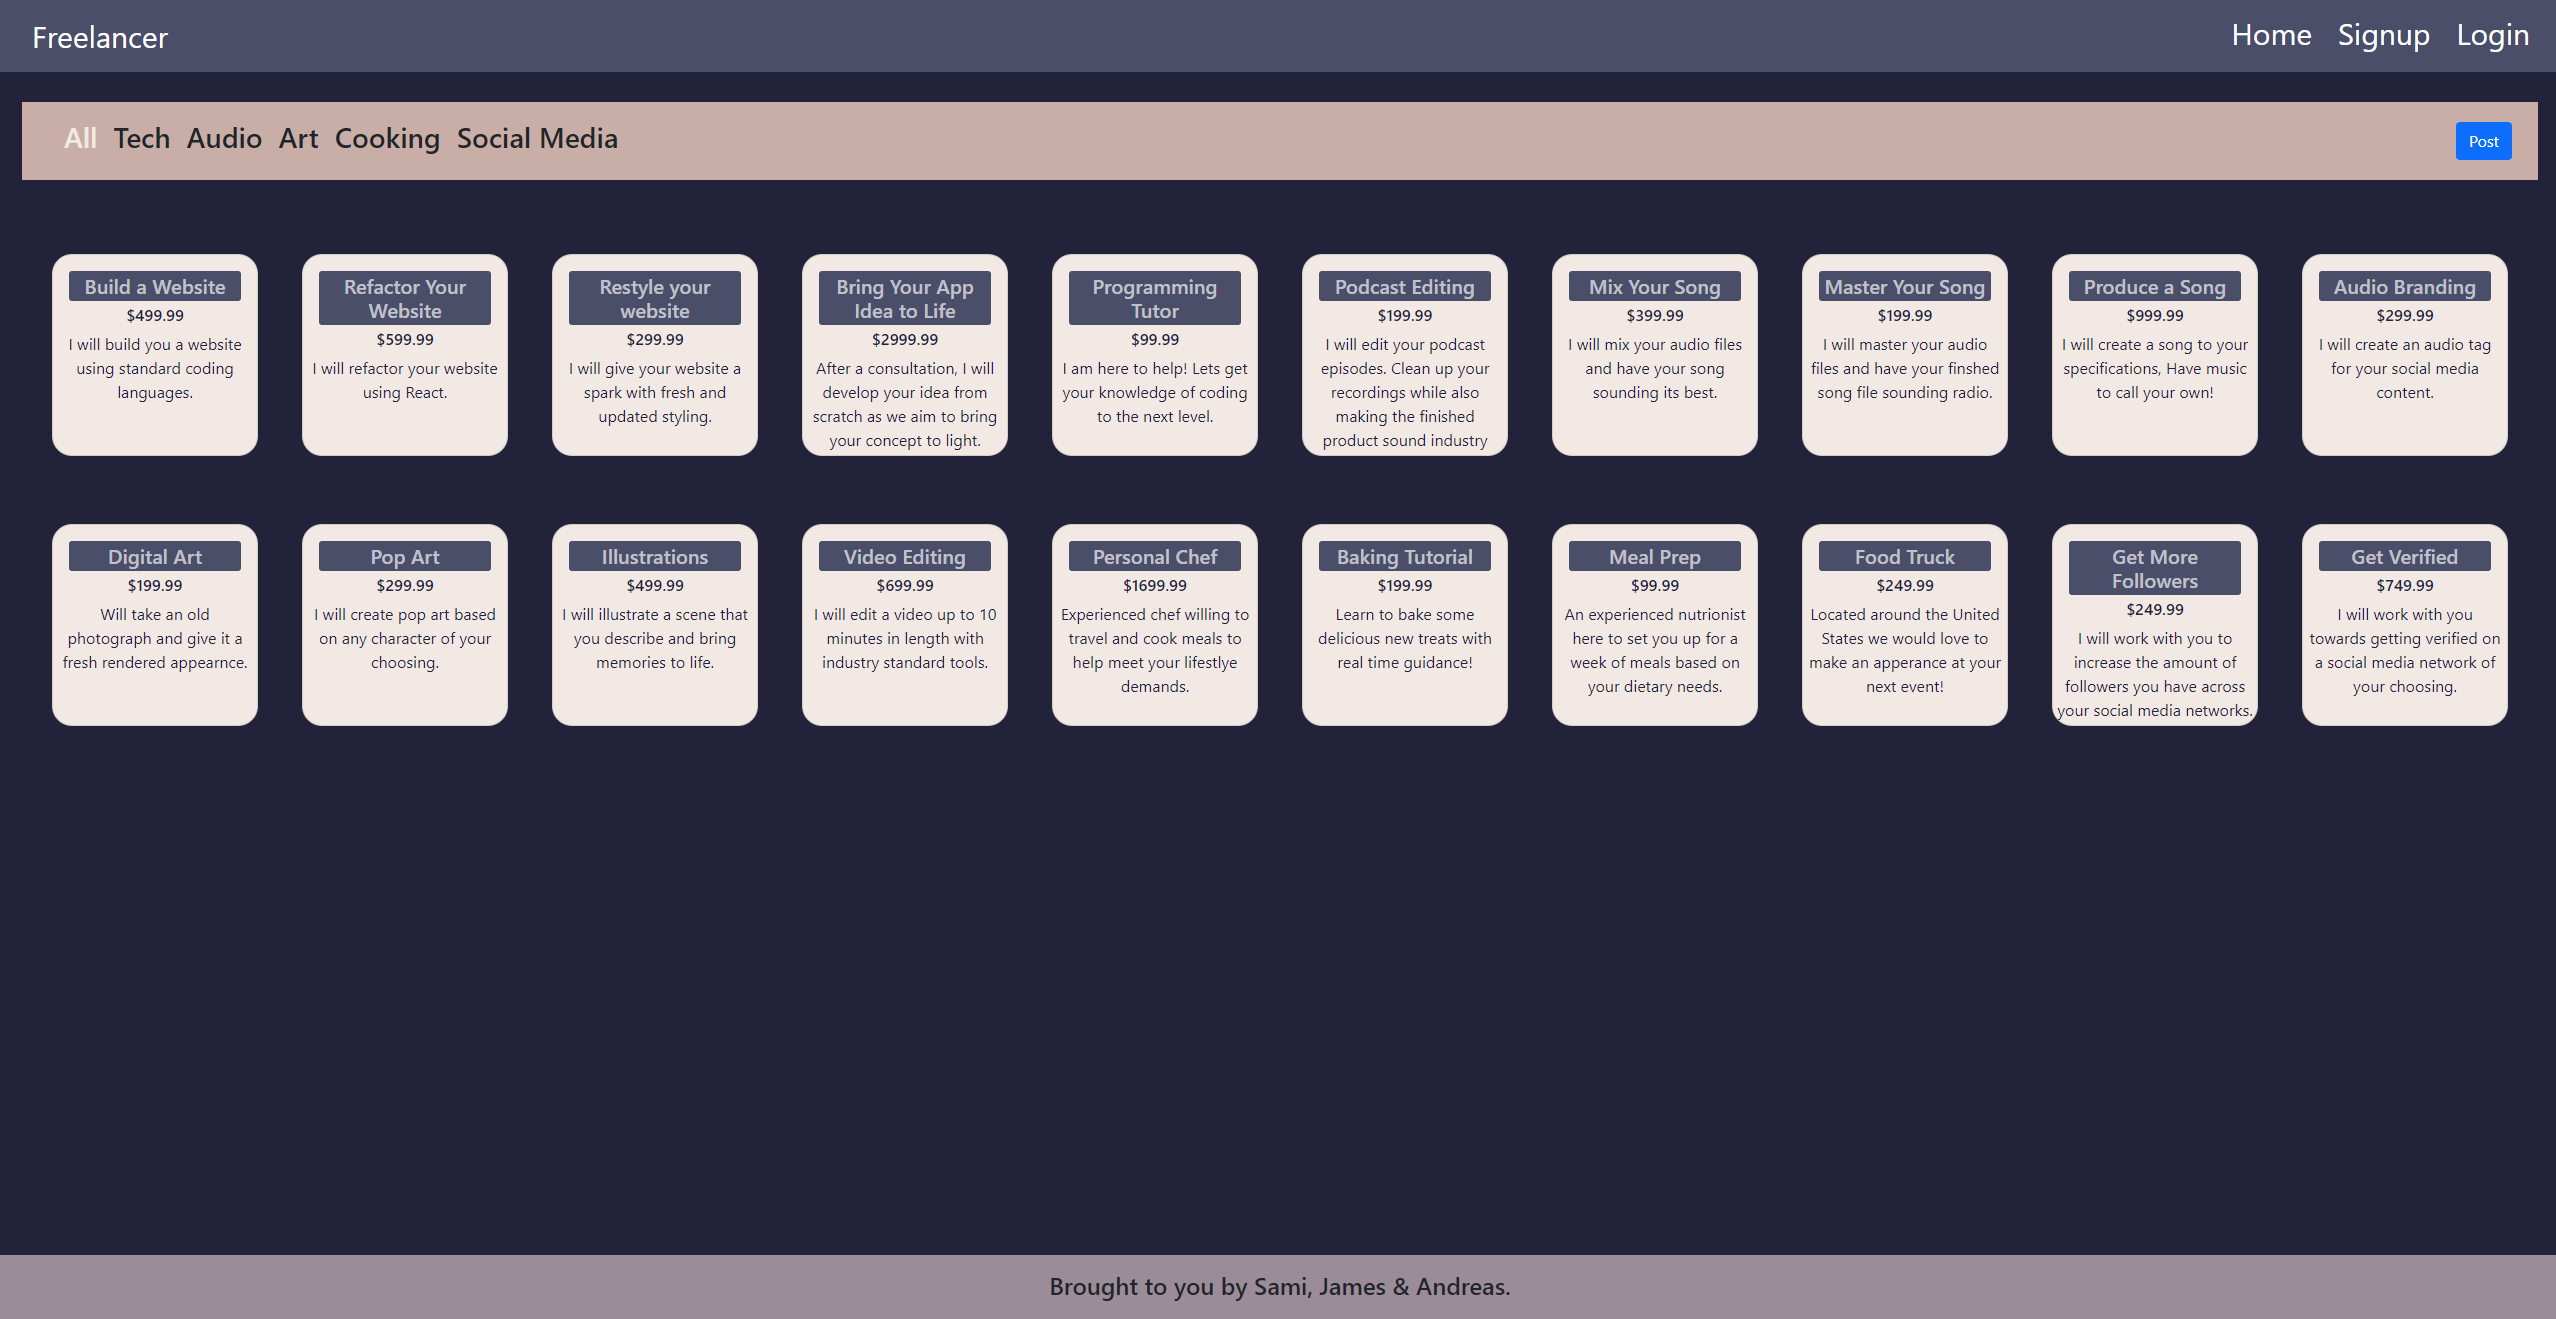 Freelancer
Home Signup Login
All Tech Audio Art Cooking Social Media
Post
Build a Website
$499.99
I will build you a website
using standard coding
languages.
Refactor Your
Website
$599.99
I will refactor your website
using React.
Restyle your
website
$299.99
I will give your website a
spark with fresh and
updated styling.
Bring Your App
Idea to Life
$2999.99
After a consultation, I will
develop your idea from
scratch as we aim to bring
your concept to light.
Programming
Tutor
$99.99
I am here to help! Lets get
your knowledge of coding
to the next level.
Podcast Editing
$199.99
I will edit your podcast
episodes. Clean up your
recordings while also
making the finished
product sound industry
Mix Your Song
$399.99
I will mix your audio files
and have your song
sounding its best.
Master Your Song
$199.99
I will master your audio
files and have your finshed
song file sounding radio.
Produce a Song
$999.99
I will create a song to your
specifications, Have music
to call your own!
Audio Branding
$299.99
I will create an audio tag
for your social media
content.
Digital Art
$199.99
Will take an old
photograph and give it a
fresh rendered appearnce.
Pop Art
$299.99
I will create pop art based
on any character of your
choosing.
Illustrations
$499.99
I will illustrate a scene that
you describe and bring
memories to life.
Video Editing
$699.99
I will edit a video up to 10
minutes in length with
industry standard tools.
Personal Chef
$1699.99
Experienced chef willing to
travel and cook meals to
help meet your lifestlye
demands.
Baking Tutorial
$199.99
Learn to bake some
delicious new treats with
real time guidance!
Meal Prep
$99.99
An experienced nutrionist
here to set you up for a
week of meals based on
your dietary needs.
Food Truck
$249.99
Located around the United
States we would love to
make an apperance at your
next event!
Get More
Followers
$249.99
I will work with you to
increase the amount of
followers you have across
your social media networks.
Get Verified
$749.99
I will work with you
towards getting verified on
a social media network of
your choosing.
Brought to you by Sami, James & Andreas.